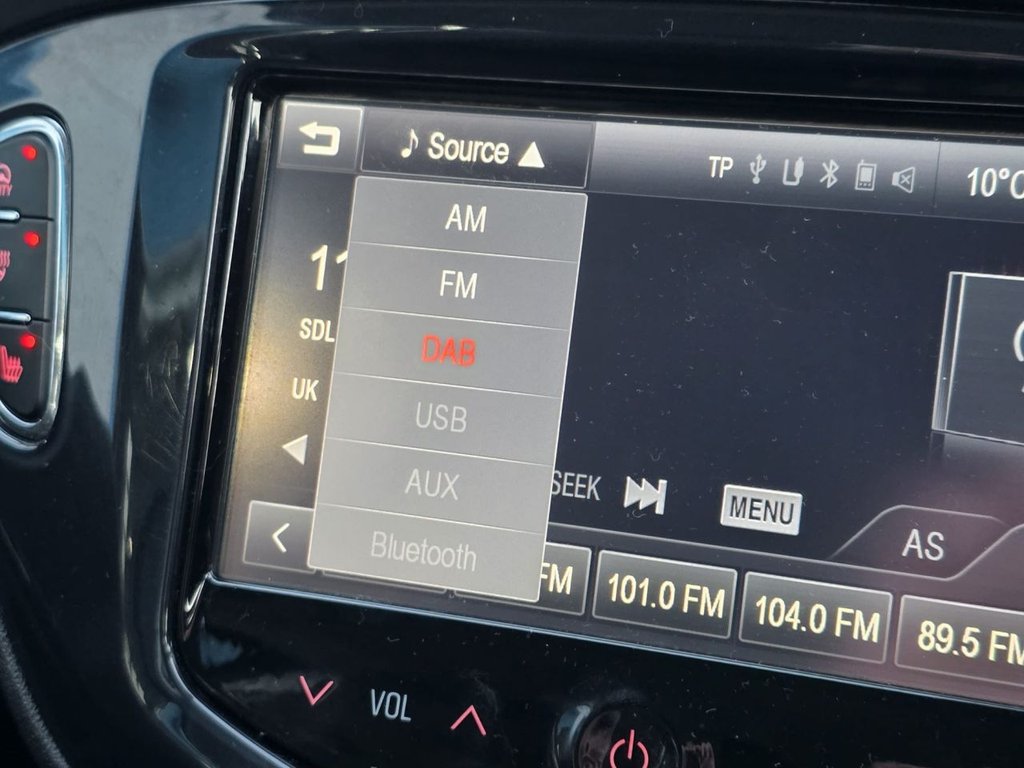 Source
TP
10°C
AM
FM
DAB
USB
AUX
Bluetooth
SDL
UK
SEEK
MENU
AS
FM
101.0 FM
104.0 FM
89.5 FM
VOL